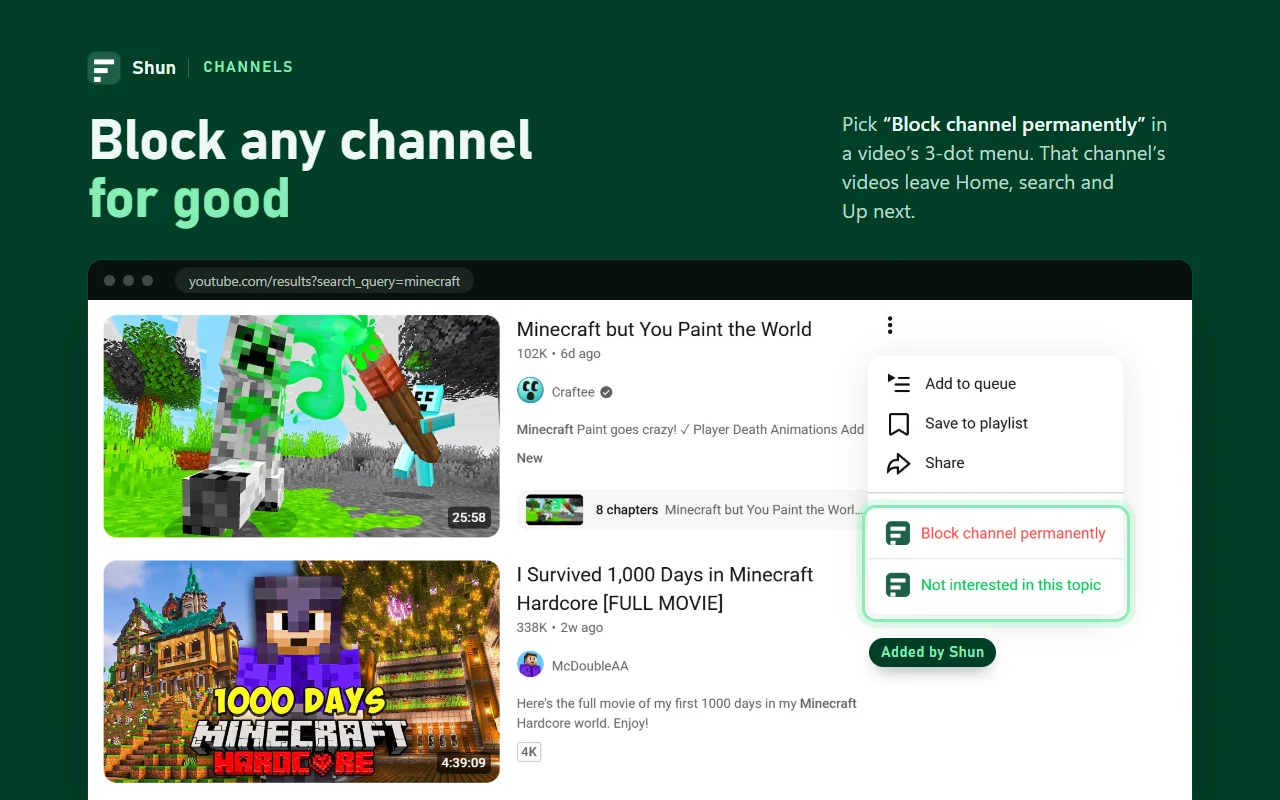 Shun
CHANNELS
Block any channel
for good
Pick “Block channel permanently” in
a video’s 3-dot menu. That channel’s
videos leave Home, search and
Up next.
youtube.com/results?search_query=minecraft
25:58
Minecraft but You Paint the World
102K • 6d ago
Craftee
Minecraft Paint goes crazy! ✓ Player Death Animations Add
New
8 chapters Minecraft but You Paint the Worl...
Add to queue
Save to playlist
Share
Block channel permanently
Not interested in this topic
Added by Shun
1000 DAYS
MINECRAFT
HARDCORE
4:39:09
I Survived 1,000 Days in Minecraft
Hardcore [FULL MOVIE]
338K • 2w ago
McDoubleAA
Here's the full movie of my first 1000 days in my Minecraft
Hardcore world. Enjoy!
4K